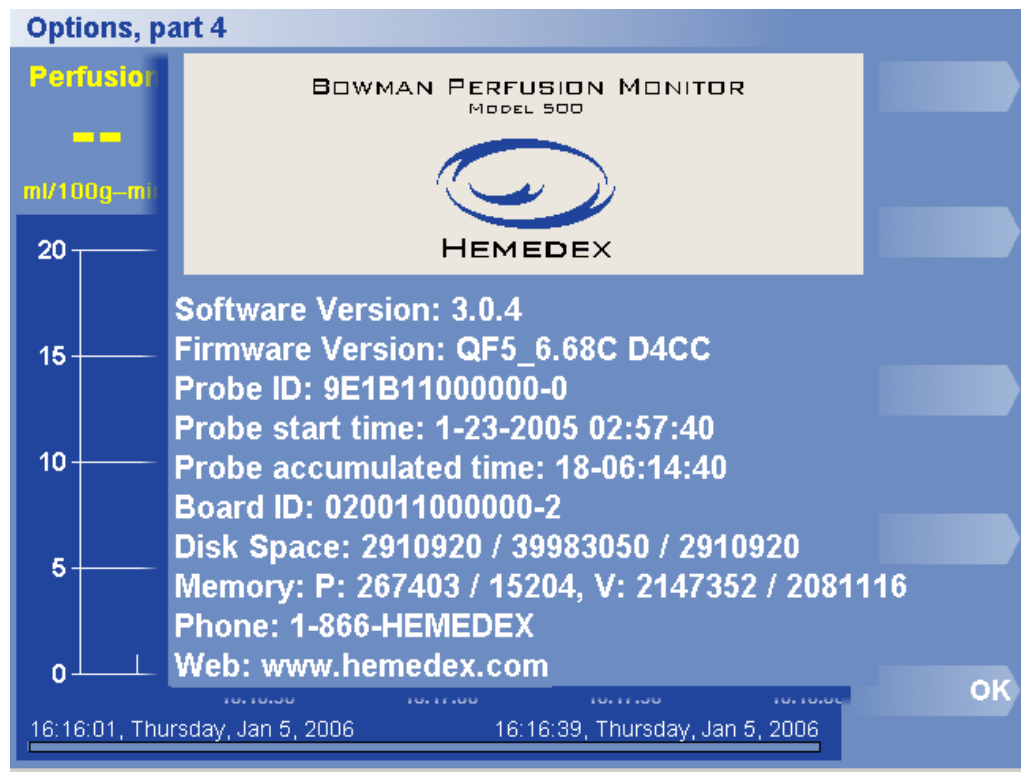 Options, part 4
Perfusion
--
ml/100g–mi
BOWMAN PERFUSION MONITOR
MODEL 500
HEMEDEX
20
15
10
5
0
Software Version: 3.0.4
Firmware Version: QF5_6.68C D4CC
Probe ID: 9E1B11000000-0
Probe start time: 1-23-2005 02:57:40
Probe accumulated time: 18-06:14:40
Board ID: 020011000000-2
Disk Space: 2910920 / 39983050 / 2910920
Memory: P: 267403 / 15204, V: 2147352 / 2081116
Phone: 1-866-HEMEDEX
Web: www.hemedex.com
OK
16:16:01, Thursday, Jan 5, 2006 16:16:39, Thursday, Jan 5, 2006